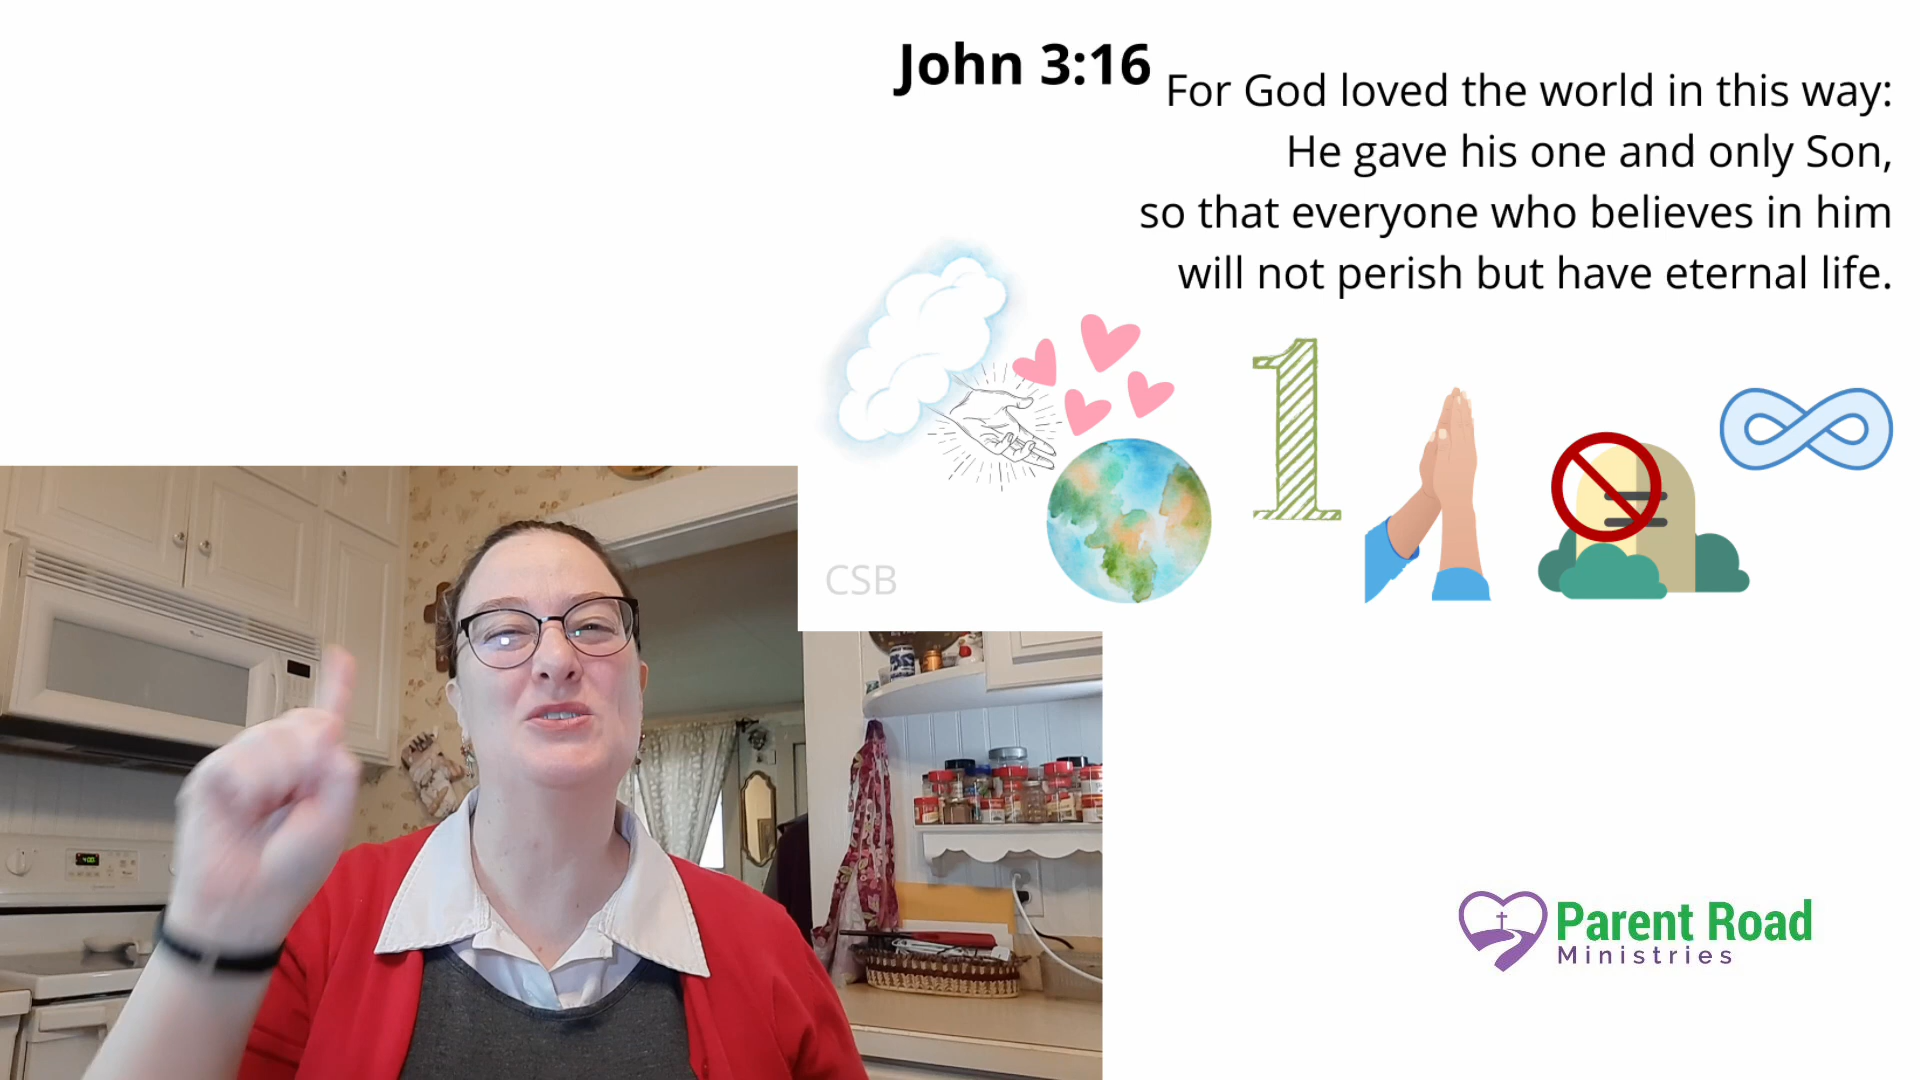 John 3:16
For God loved the world in this way:
He gave his one and only Son,
so that everyone who believes in him
will not perish but have eternal life.
1
CSB
Parent Road
Ministries